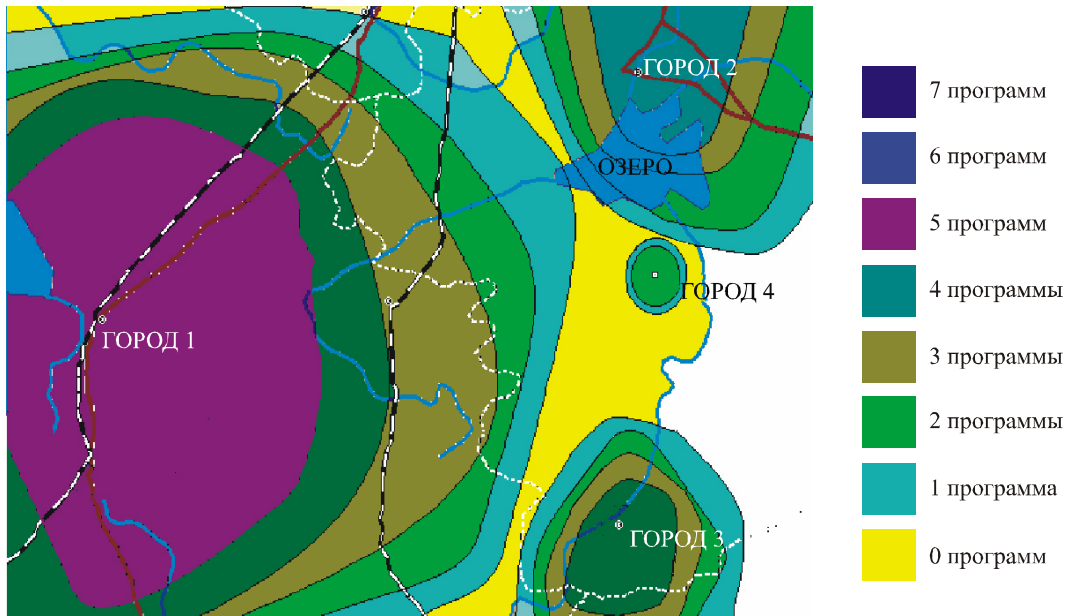 ГОРОД 2
ОЗЕРО
ГОРОД 4
ГОРОД 1
ГОРОД 3
7 программ
6 программ
5 программ
4 программы
3 программы
2 программы
1 программа
0 программ